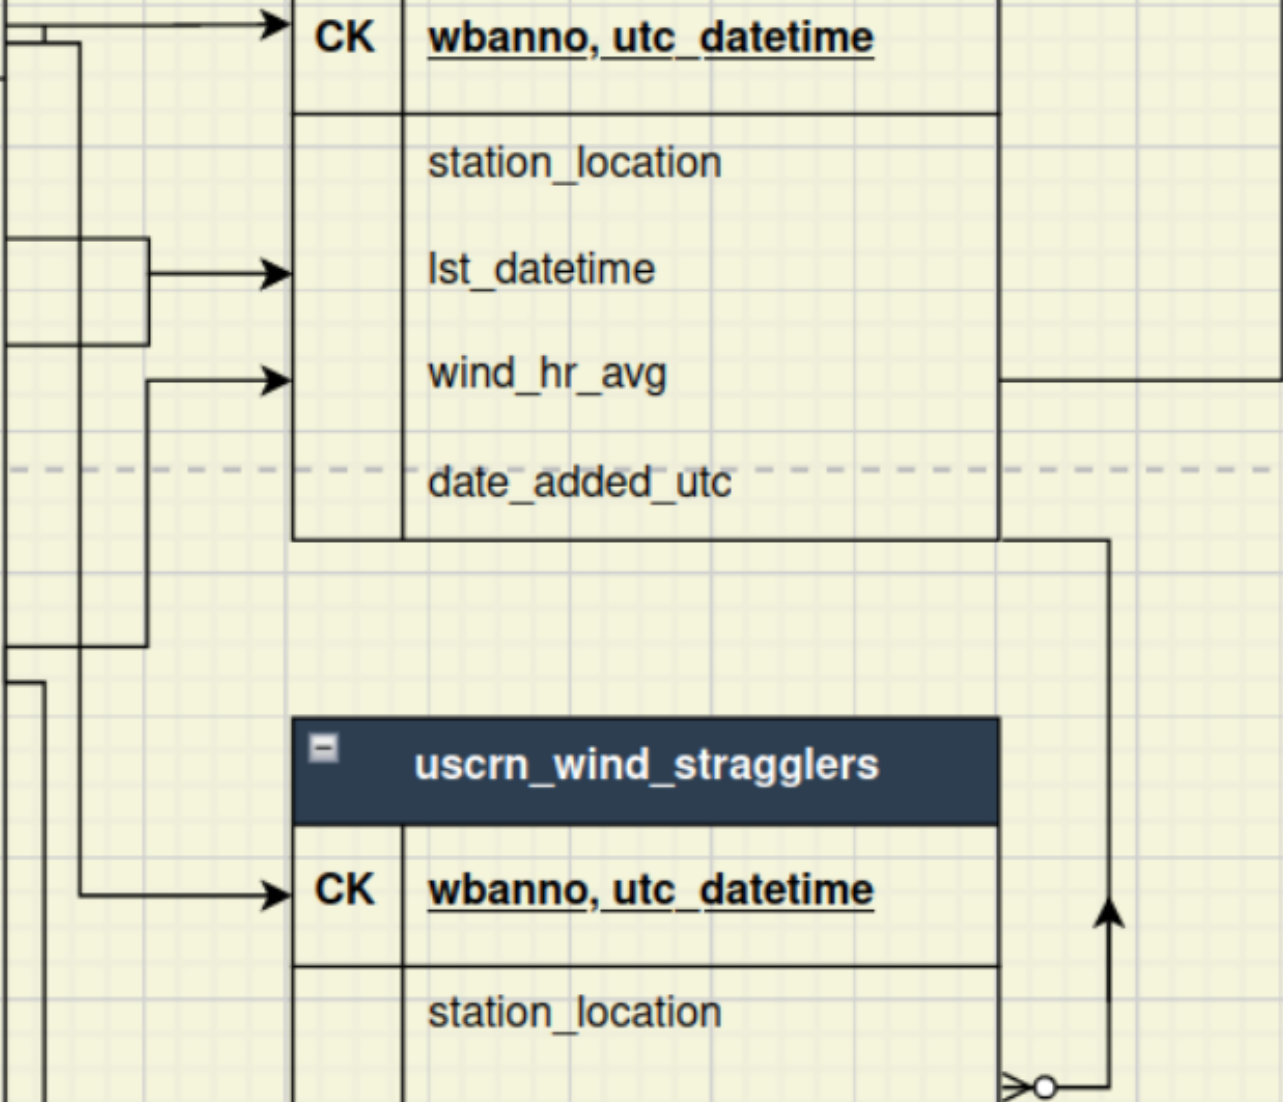 CK wbanno, utc_datetime
station_location
lst_datetime
wind_hr_avg
date_added_utc
uscrn_wind_stragglers
CK wbanno, utc_datetime
station_location